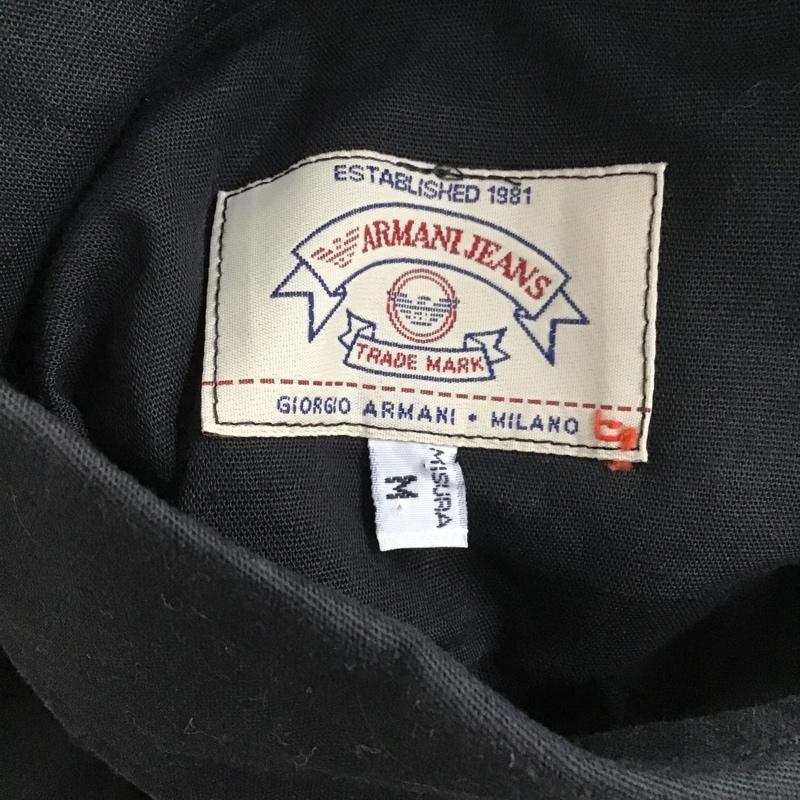 ESTABLISHED 1981
ARMANI JEANS
TRADE MARK
GIORGIO ARMANI • MILANO
MISURA
M